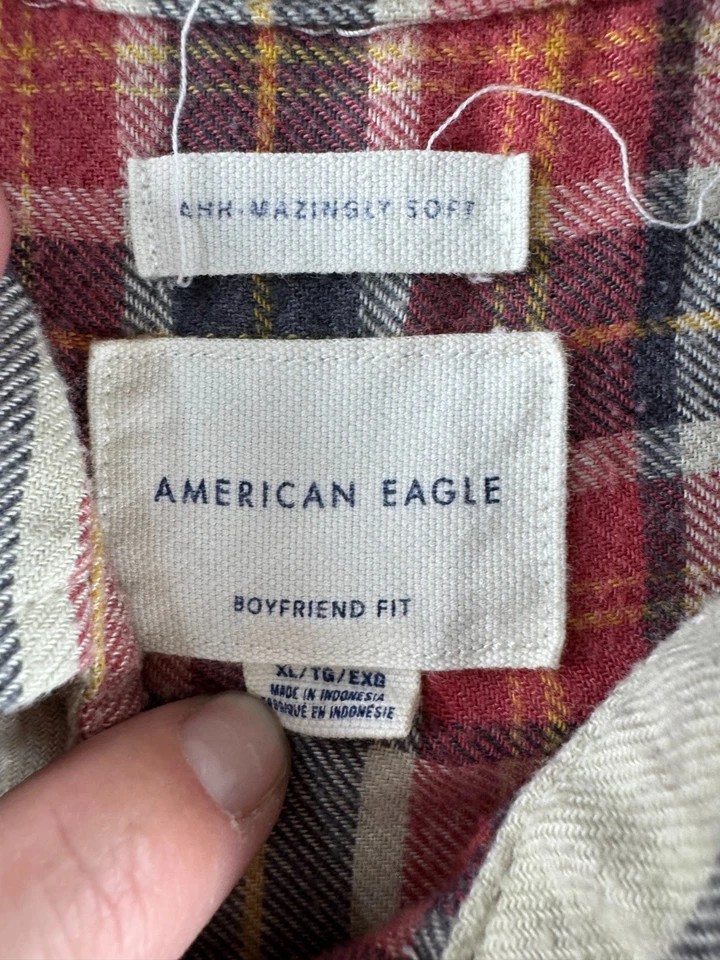 AHH-MAZINGLY SOFT
AMERICAN EAGLE
BOYFRIEND FIT
XL/TG/EXG
MADE IN INDONESIA
FABRIQUÉ EN INDONÉSIE